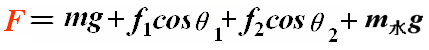 F = mg + f₁cosθ₁ + f₂cosθ₂ + m水g